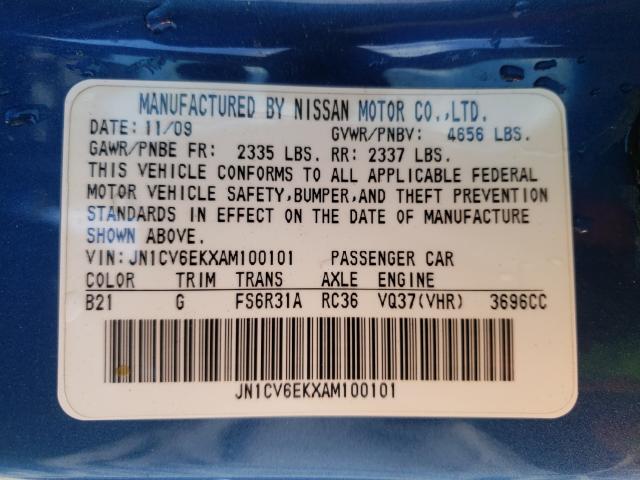 MANUFACTURED BY NISSAN MOTOR CO.,LTD.
DATE: 11/09 GVWR/PNBV: 4656 LBS.
GAWR/PNBE FR: 2335 LBS. RR: 2337 LBS.
THIS VEHICLE CONFORMS TO ALL APPLICABLE FEDERAL
MOTOR VEHICLE SAFETY,BUMPER,AND THEFT PREVENTION
STANDARDS IN EFFECT ON THE DATE OF MANUFACTURE
SHOWN ABOVE.
VIN:JN1CV6EKXAM100101 PASSENGER CAR
COLOR TRIM TRANS AXLE ENGINE
B21 G FS6R31A RC36 VQ37(VHR) 3696CC
JN1CV6EKXAM100101